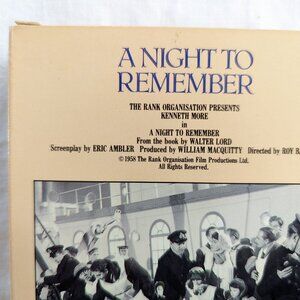 A NIGHT TO
REMEMBER
THE RANK ORGANISATION PRESENTS
KENNETH MORE
in
A NIGHT TO REMEMBER
From the book by WALTER LORD
Screenplay by ERIC AMBLER Produced by WILLIAM MACQUITTY Directed by ROY BA
© 1958 The Rank Organisation Film Productions Ltd.
All Rights Reserved.